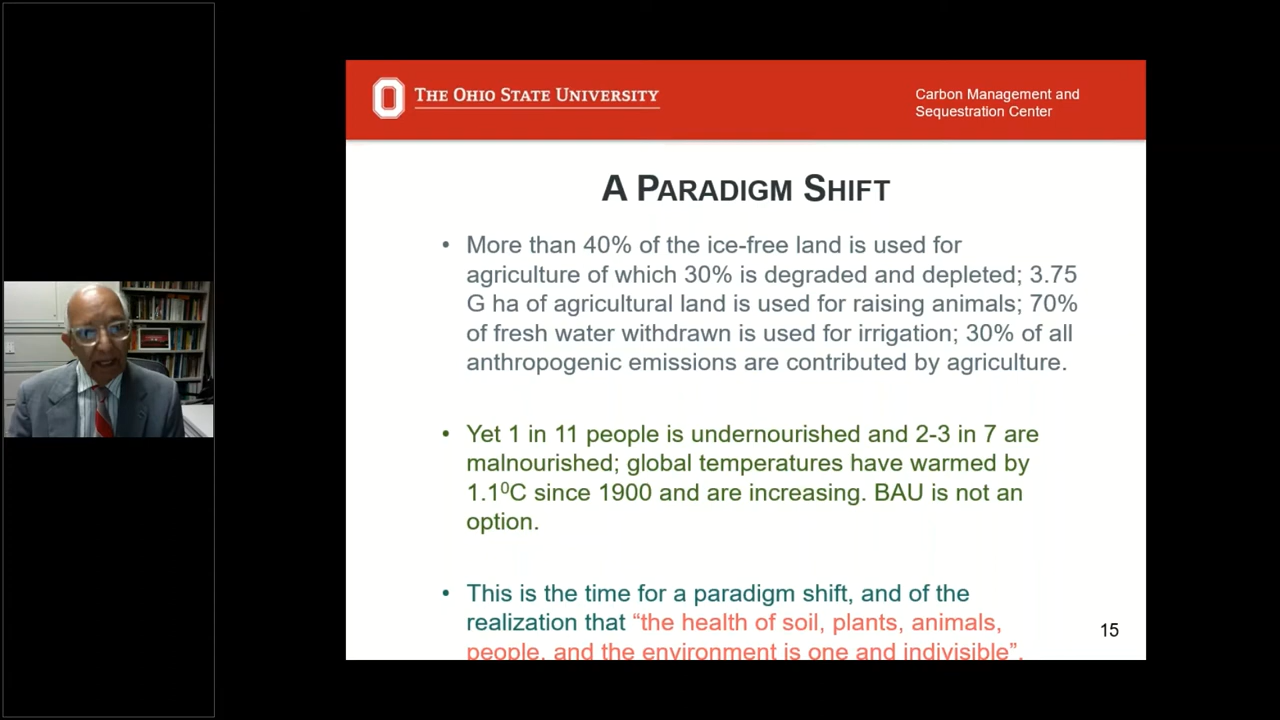 THE OHIO STATE UNIVERSITY
Carbon Management and
Sequestration Center
A PARADIGM SHIFT
• More than 40% of the ice-free land is used for
agriculture of which 30% is degraded and depleted; 3.75
G ha of agricultural land is used for raising animals; 70%
of fresh water withdrawn is used for irrigation; 30% of all
anthropogenic emissions are contributed by agriculture.
• Yet 1 in 11 people is undernourished and 2-3 in 7 are
malnourished; global temperatures have warmed by
1.1⁰C since 1900 and are increasing. BAU is not an
option.
• This is the time for a paradigm shift, and of the
realization that “the health of soil, plants, animals,
people, and the environment is one and indivisible”.
15